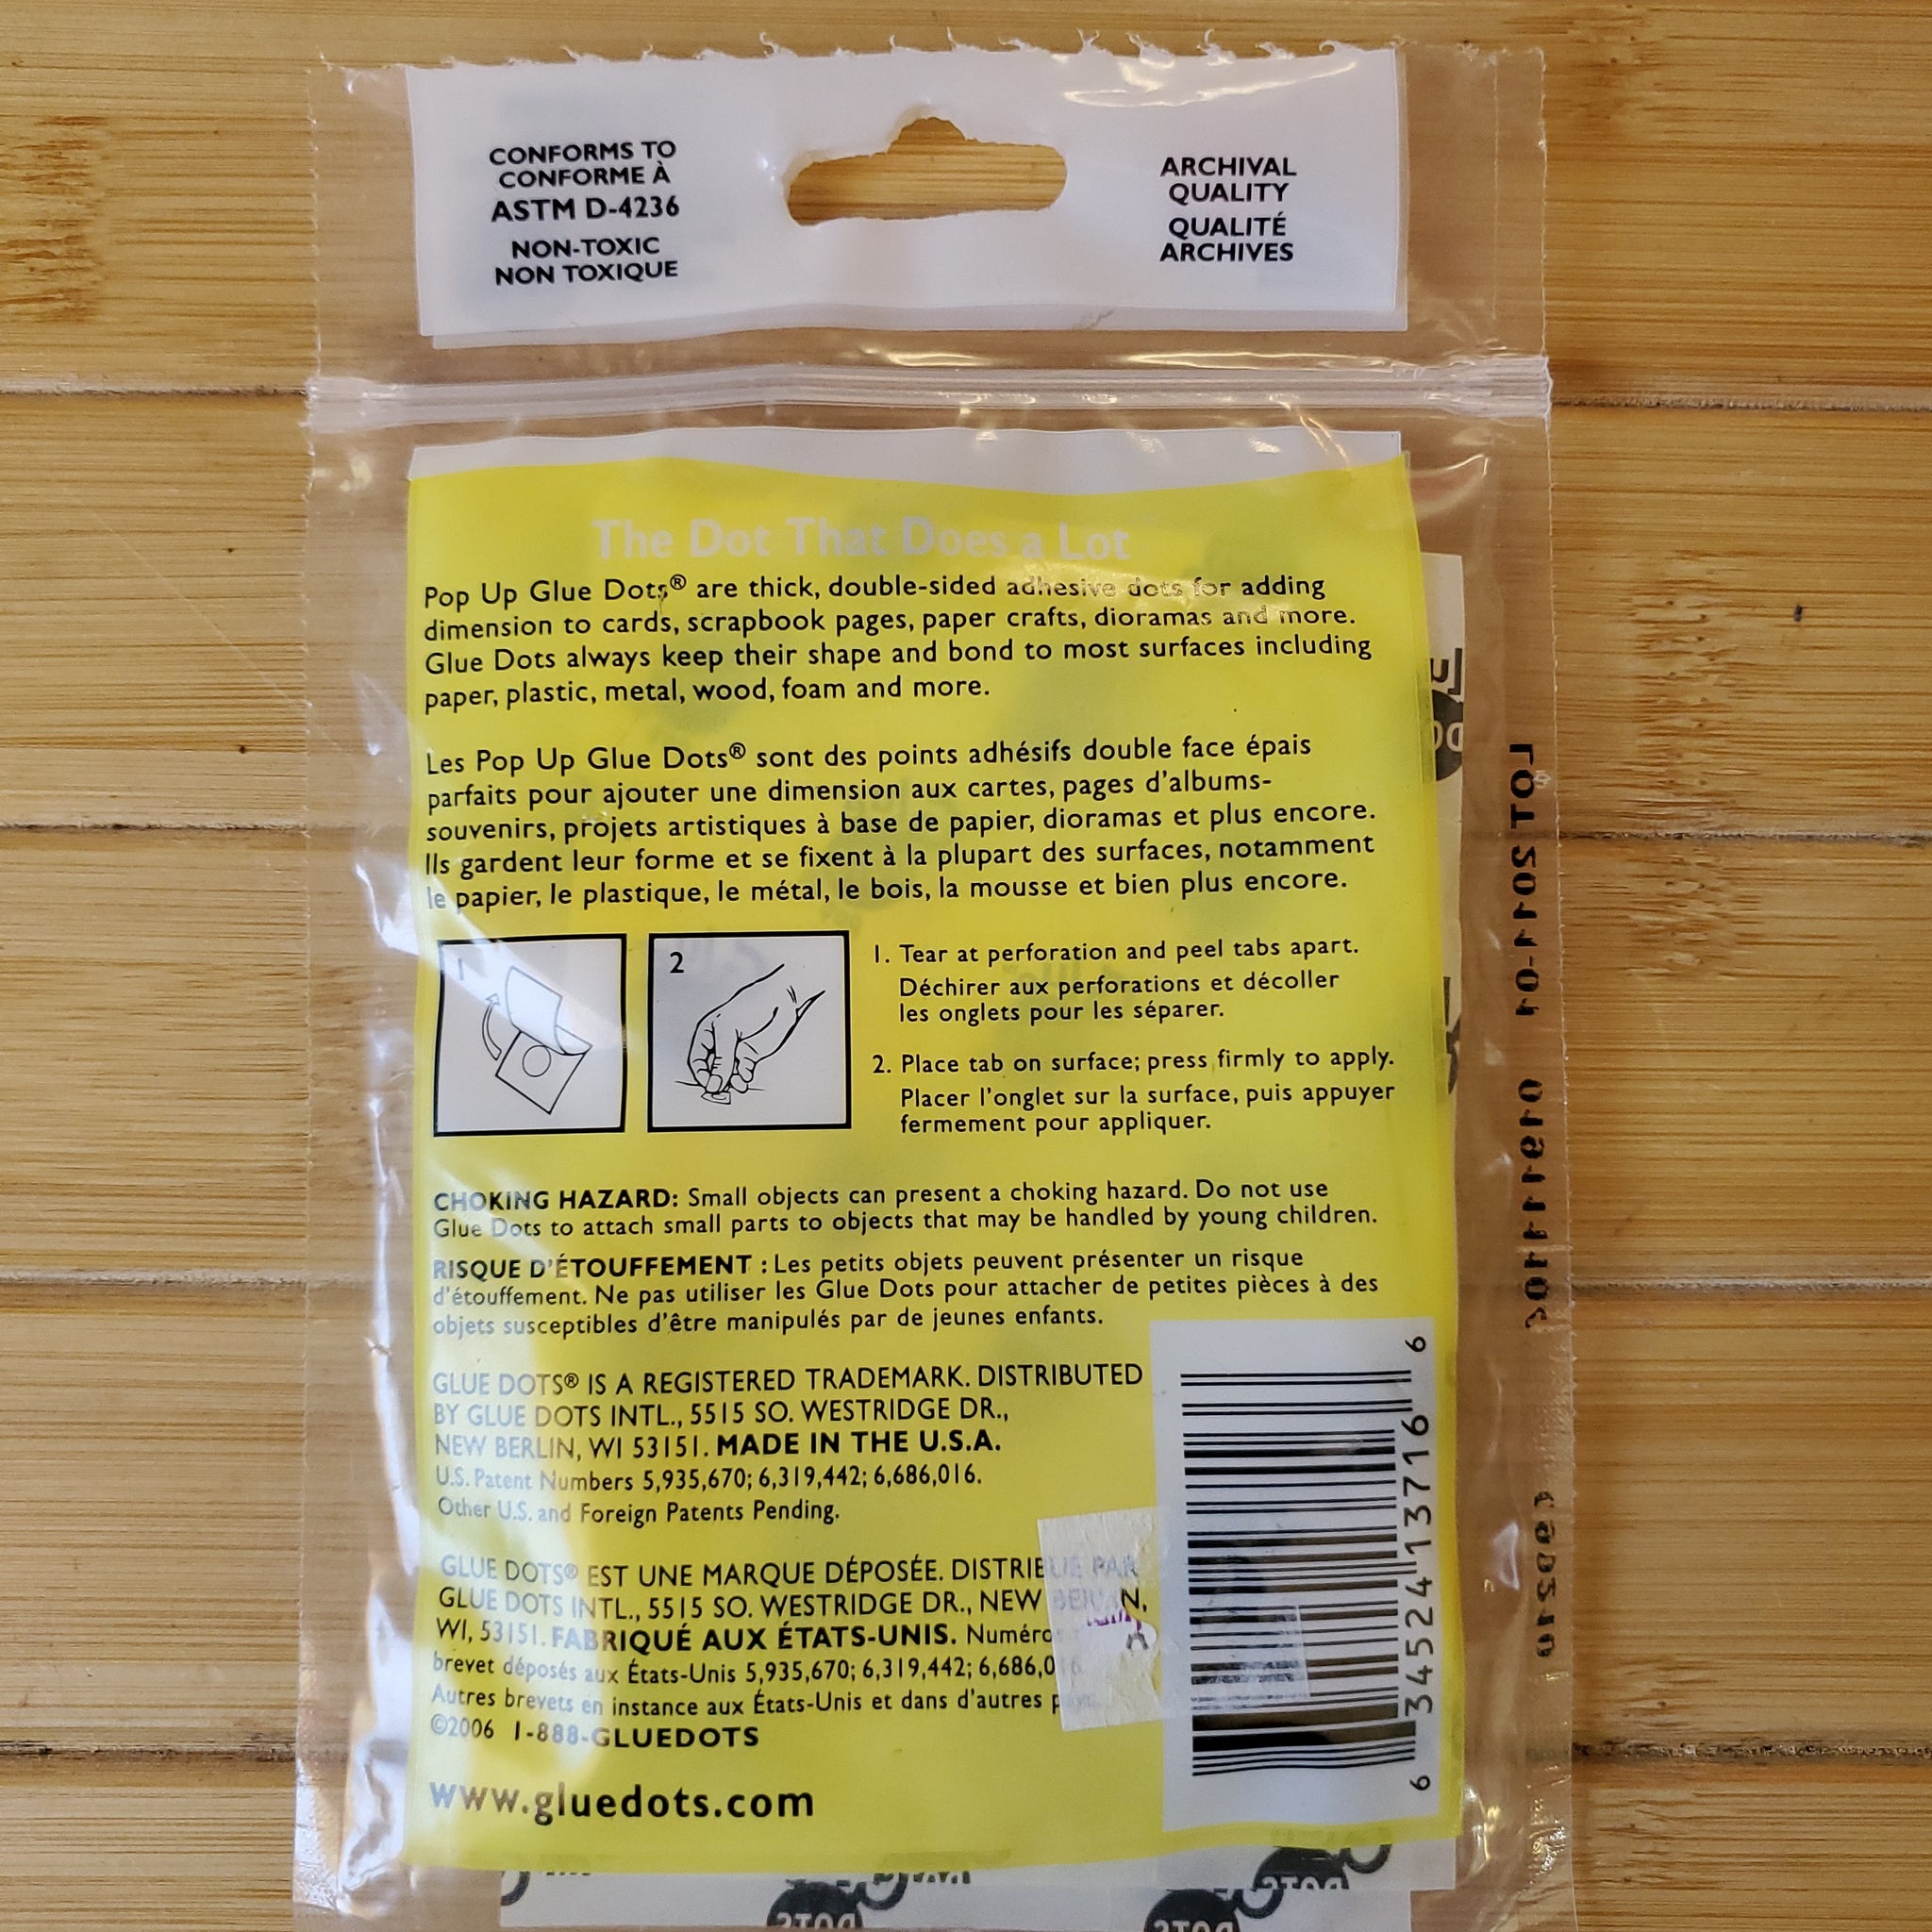 CONFORMS TO
CONFORME À
ASTM D-4236
NON-TOXIC
NON TOXIQUE
ARCHIVAL
QUALITY
QUALITÉ
ARCHIVES
The Dot That Does a Lot
Pop Up Glue Dots® are thick, double-sided adhesive dots for adding
dimension to cards, scrapbook pages, paper crafts, dioramas and more.
Glue Dots always keep their shape and bond to most surfaces including
paper, plastic, metal, wood, foam and more.
Les Pop Up Glue Dots® sont des points adhésifs double face épais
parfaits pour ajouter une dimension aux cartes, pages d'albums-
souvenirs, projets artistiques à base de papier, dioramas et plus encore.
Ils gardent leur forme et se fixent à la plupart des surfaces, notamment
le papier, le plastique, le métal, le bois, la mousse et bien plus encore.
1
2
1. Tear at perforation and peel tabs apart.
Déchirer aux perforations et décoller
les onglets pour les séparer.
2. Place tab on surface; press firmly to apply.
Placer l'onglet sur la surface, puis appuyer
fermement pour appliquer.
CHOKING HAZARD: Small objects can present a choking hazard. Do not use
Glue Dots to attach small parts to objects that may be handled by young children.
RISQUE D'ÉTOUFFEMENT : Les petits objets peuvent présenter un risque
d'étouffement. Ne pas utiliser les Glue Dots pour attacher de petites pièces à des
objets susceptibles d'être manipulés par de jeunes enfants.
GLUE DOTS® IS A REGISTERED TRADEMARK. DISTRIBUTED
BY GLUE DOTS INTL., 5515 SO. WESTRIDGE DR.,
NEW BERLIN, WI 53151. MADE IN THE U.S.A.
U.S. Patent Numbers 5,935,670; 6,319,442; 6,686,016.
Other U.S. and Foreign Patents Pending.
GLUE DOTS® EST UNE MARQUE DÉPOSÉE. DISTRIBUÉ PAR
GLUE DOTS INTL., 5515 SO. WESTRIDGE DR., NEW BERLIN,
WI, 53151. FABRIQUÉ AUX ÉTATS-UNIS. Numéro
brevet déposés aux États-Unis 5,935,670; 6,319,442; 6,686,016
Autres brevets en instance aux États-Unis et dans d'autres
©2006 1-888-GLUEDOTS
www.gluedots.com
6 34524 13716 6
6
LOT 2011-01
DOTS
DOTS
DOTS